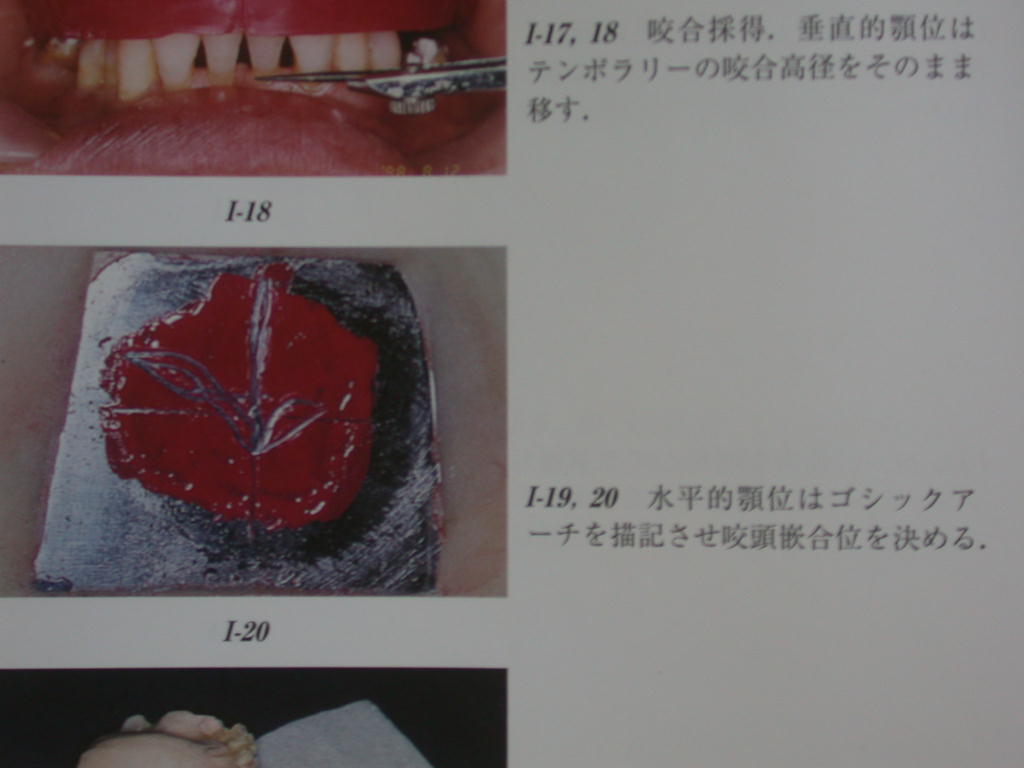 I-17, 18 咬合採得．垂直的顎位は
テンポラリーの咬合高径をそのまま
移す．
'98 8 12
I-18
I-19, 20 水平的顎位はゴシックア
ーチを描記させ咬頭嵌合位を決める．
I-20